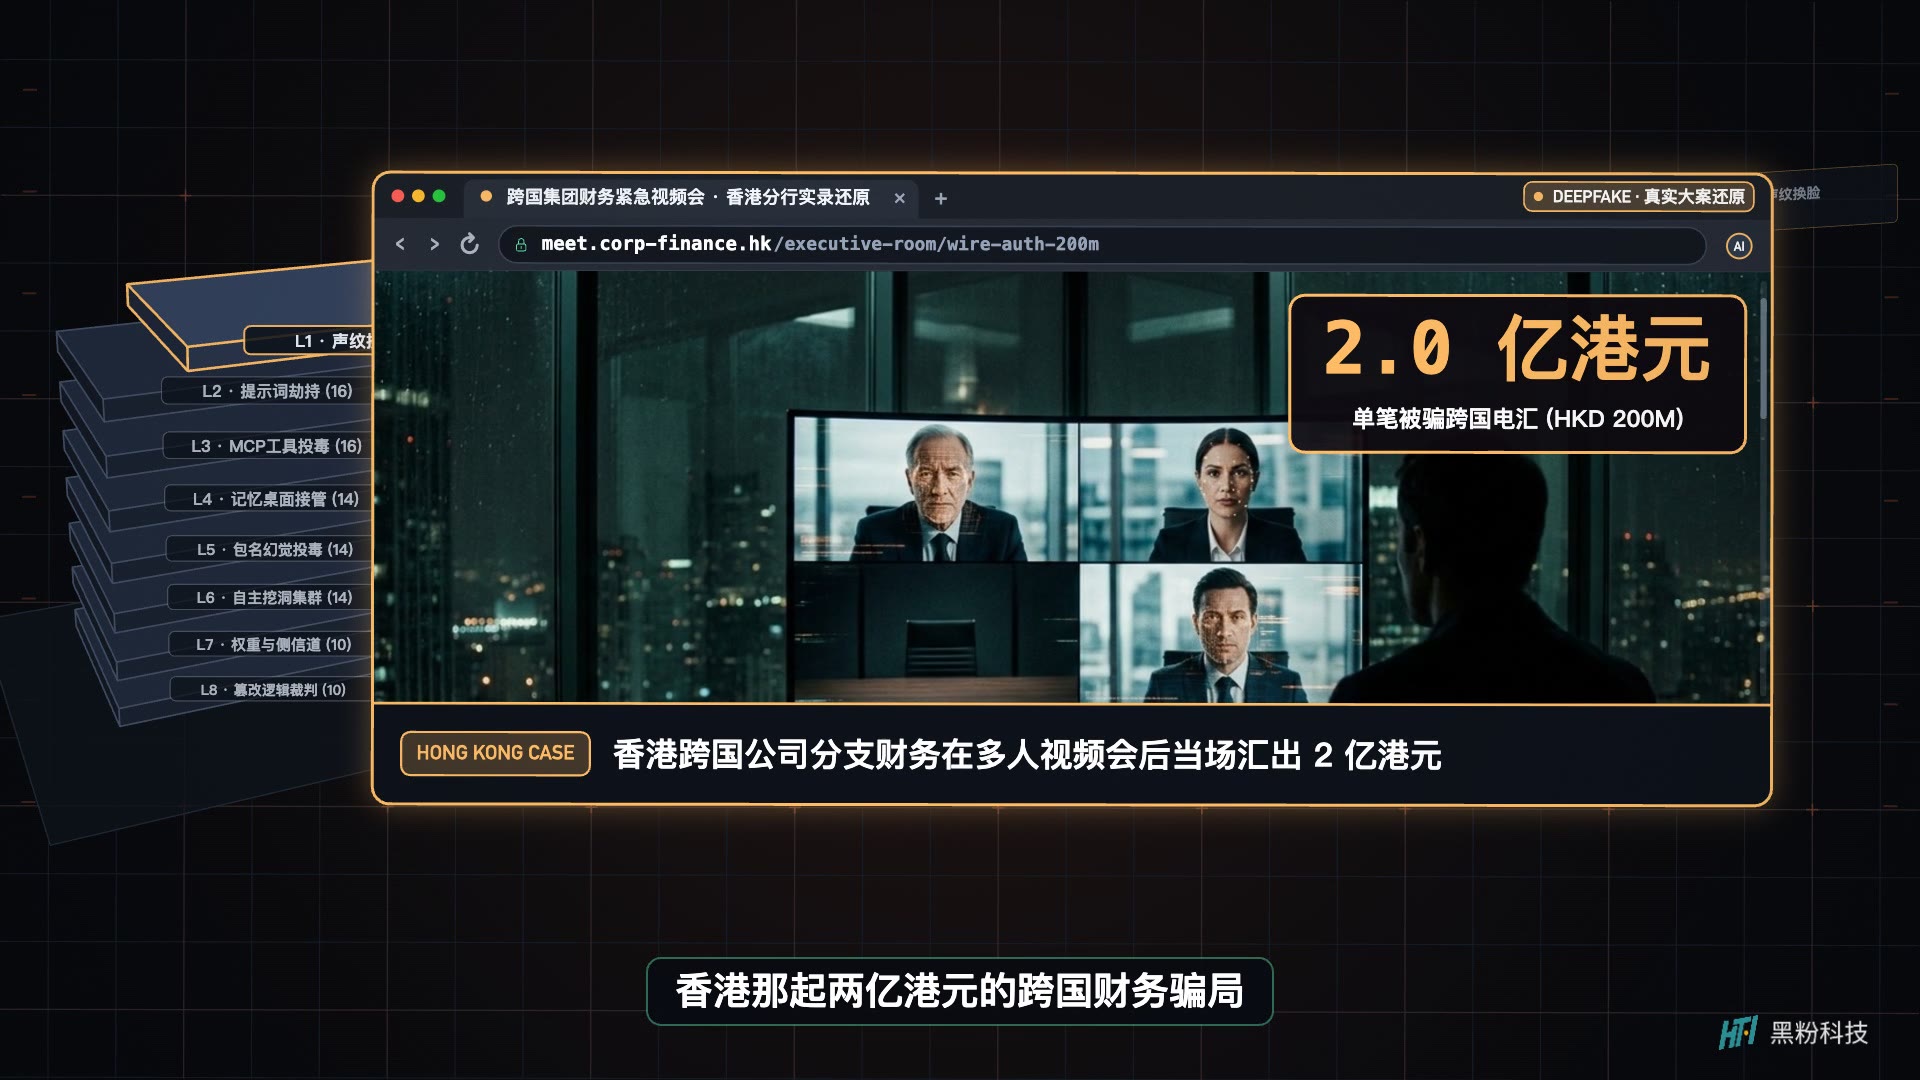 跨国集团财务紧急视频会 · 香港分行实录还原
DEEPFAKE · 真实大案还原
纹换脸
meet.corp-finance.hk/executive-room/wire-auth-200m
AI
2.0 亿港元
单笔被骗跨国电汇 (HKD 200M)
L1 · 声纹
L2 · 提示词劫持 (16)
L3 · MCP工具投毒 (16)
L4 · 记忆桌面接管 (14)
L5 · 包名幻觉投毒 (14)
L6 · 自主挖洞集群 (14)
L7 · 权重与侧信道 (10)
L8 · 篡改逻辑裁判 (10)
HONG KONG CASE 香港跨国公司分支财务在多人视频会后当场汇出 2 亿港元
香港那起两亿港元的跨国财务骗局
HTI 黑粉科技